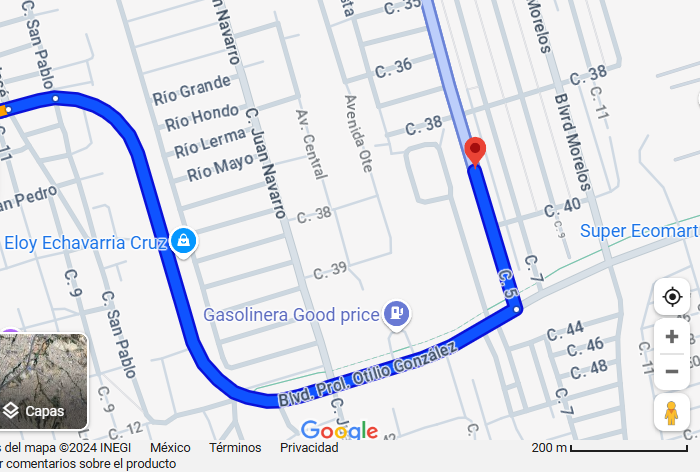 C. San Pablo
C. Juan Navarro
C. 35
Morelos
C. 36
C. 38
C. 11
Río Grande
Río Hondo
Río Lerma
Río Mayo
C. Juan Navarro
Av. Central
Avenida Ote
C. 38
Blvrd Morelos
C. 11
C. 38
C. 40
C. 9
Super Ecomart
Eloy Echavarria Cruz
C. 39
C. 7
C. 5
C. 9
C. San Pablo
Gasolinera Good price
C. 44
C. 46
C. 48
C. 7
Blvd. Prol. Otilio González
C. 9
C. 12
Capas
Google
del mapa ©2024 INEGI México Términos Privacidad 200 m
comentarios sobre el producto